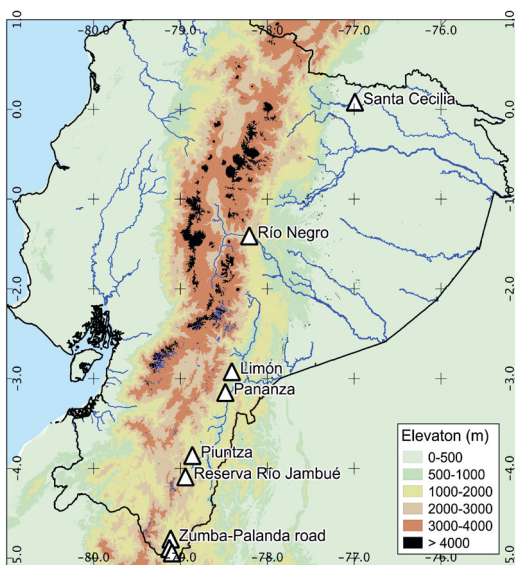 -80.0 -79.0 -78.0 -77.0 -76.0
1.0
1.0
0.0
0.0
Santa Cecilia
-1.0
-1.0
Río Negro
-2.0
-2.0
Limón
-3.0
-3.0
Pananza
Piuntza
Reserva Río Jambué
-4.0
-4.0
Zumba-Palanda road
-5.0
-5.0
-80.0 -79.0 -78.0 -77.0 -76.0
Elevaton (m)
0-500
500-1000
1000-2000
2000-3000
3000-4000
> 4000